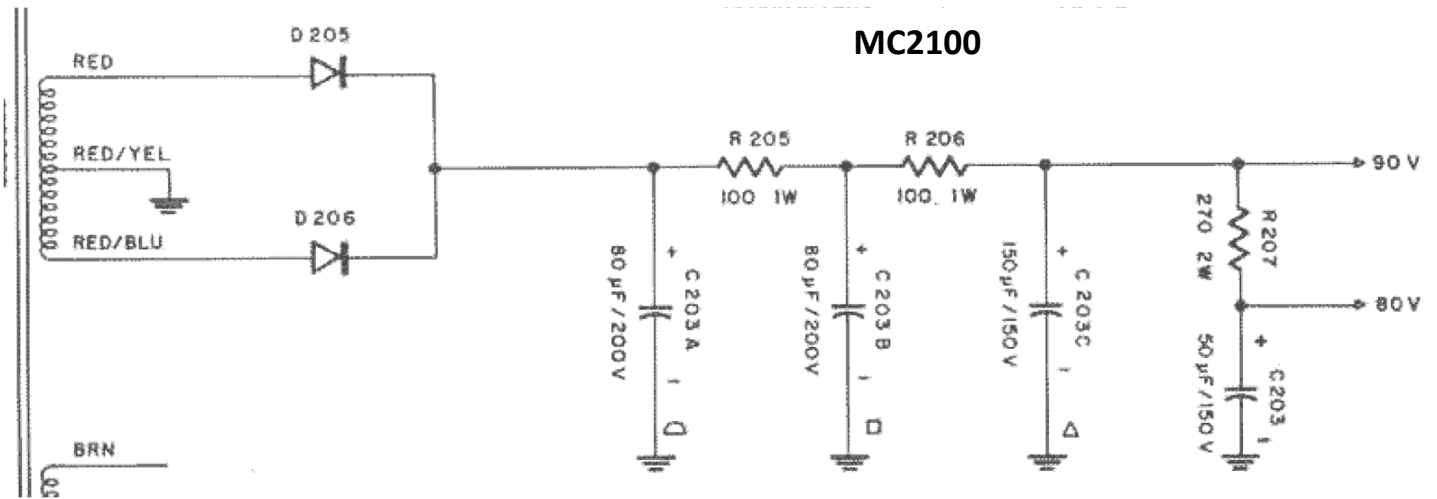 MC2100
D 205
RED
R 205
R 206
RED/YEL
90 V
100 1W
100. 1W
D 206
R 207
270 2W
RED/BLU
+
C 203 A
80 µF / 200V
-
+
C 203 B
80 µF / 200V
-
+
C 203C
150 µF / 150 V
-
80 V
+
C 203
50 µF / 150 V
-
BRN